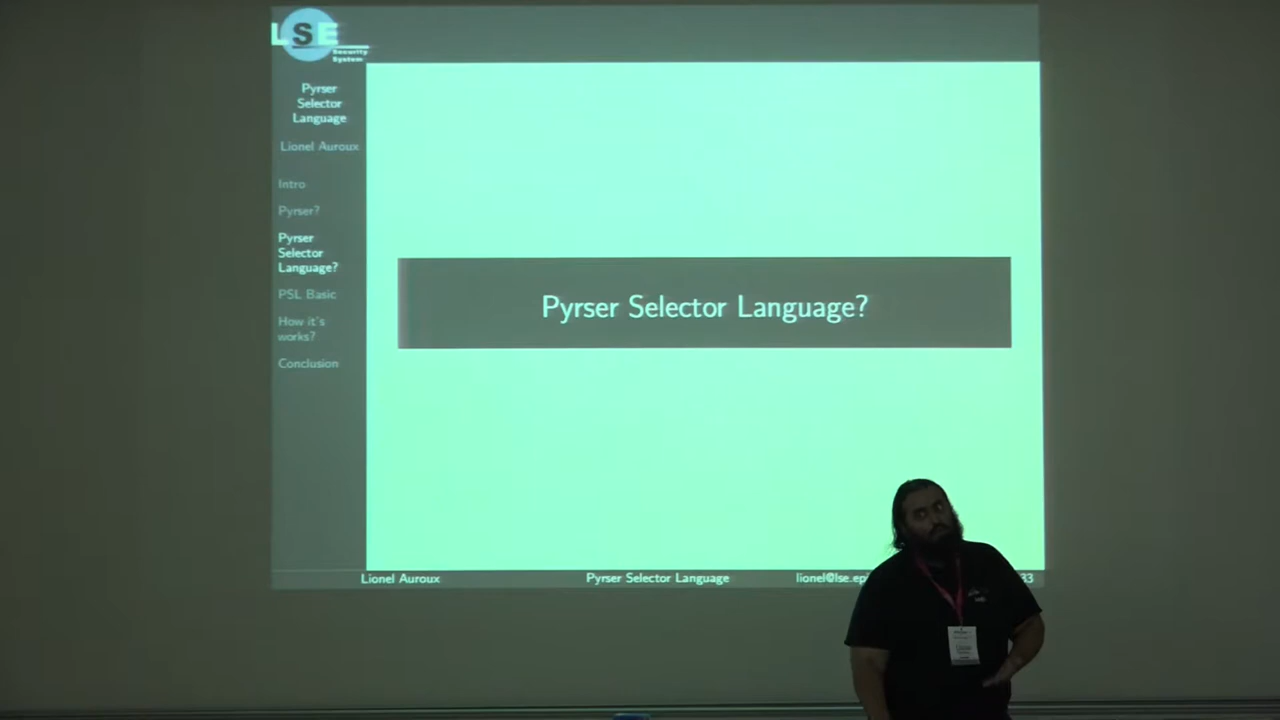 LSE
Security
System
Pyrser
Selector
Language
Lionel Auroux
Intro
Pyrser?
Pyrser
Selector
Language?
PSL Basic
How it's
works?
Conclusion
Pyrser Selector Language?
Lionel Auroux
Pyrser Selector Language
lionel@lse.ep
33